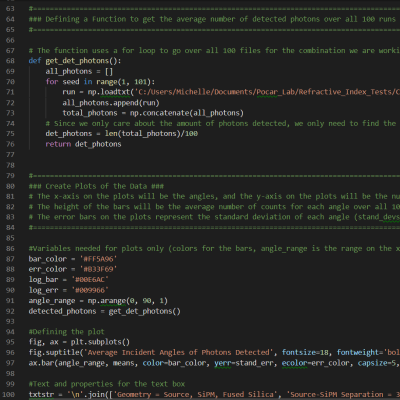 63 #==============================================================
64 ### Defining a Function to get the average number of detected photons over all 100 runs
65 #==============================================================
66
67 # The function uses a for loop to go over all 100 files for the combination we are worki
68 def get_det_photons():
69 all_photons = []
70 for seed in range(1, 101):
71 run = np.loadtxt('C:/Users/Michelle/Documents/Pocar_Lab/Refractive_Index_Tests/C
72 all_photons.append(run)
73 total_photons = np.concatenate(all_photons)
74 # Since we only care about the amount of photons detected, we only need to find the
75 det_photons = len(total_photons)/100
76 return det_photons
77
78
79 #==============================================================
80 ### Create Plots of the Data ###
81 # The x-axis on the plots will be the angles, and the y-axis on the plots will be the nu
82 # The height of the bars will be the average number of counts for each angle over all 10
83 # The error bars on the plots represent the standard deviation of each angle (stand_devs
84 #==============================================================
85
86 #Variables needed for plots only (colors for the bars, angle_range is the range on the x
87 bar_color = '#FF5A96'
88 err_color = '#B33F69'
89 log_bar = '#00E6AC'
90 log_err = '#009966'
91 angle_range = np.arange(0, 90, 1)
92 detected_photons = get_det_photons()
93
94 #Defining the plot
95 fig, ax = plt.subplots()
96 fig.suptitle('Average Incident Angles of Photons Detected', fontsize=18, fontweight='bol
97 ax.bar(angle_range, means, color=bar_color, yerr=stand_err, ecolor=err_color, capsize=5,
98
99 #Text and properties for the text box
100 txtstr = '\n'.join(['Geometry = Source, SiPM, Fused Silica', 'Source-SiPM Separation = 3